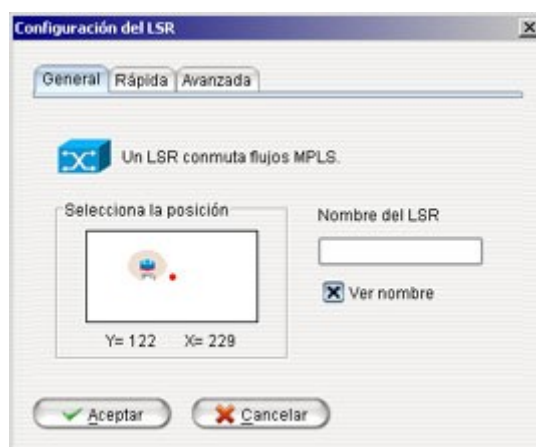 Configuración del LSR
General Rápida Avanzada
Un LSR conmuta flujos MPLS.
Selecciona la posición
Y= 122 X= 229
Nombre del LSR
Ver nombre
Aceptar Cancelar